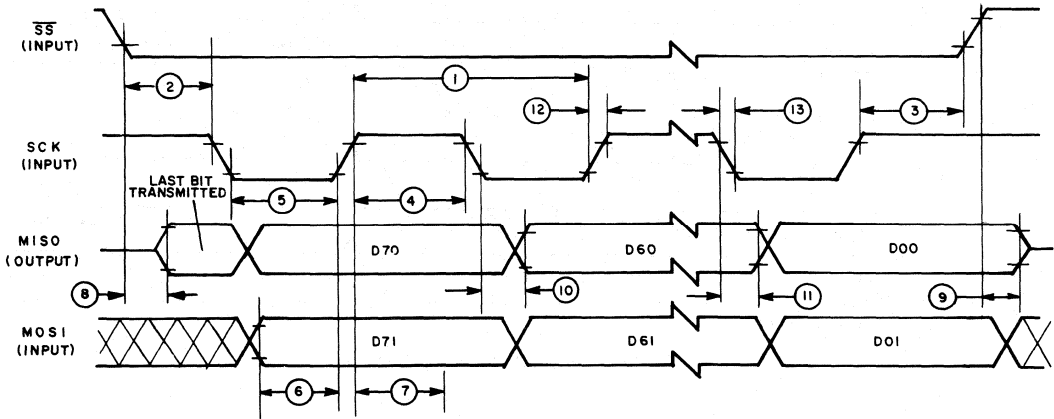 SS
(INPUT)
2
1
12
13
3
SCK
(INPUT)
LAST BIT
TRANSMITTED
5
4
MISO
(OUTPUT)
D70
D60
D00
8
10
11
9
MOSI
(INPUT)
D71
D61
D01
6
7